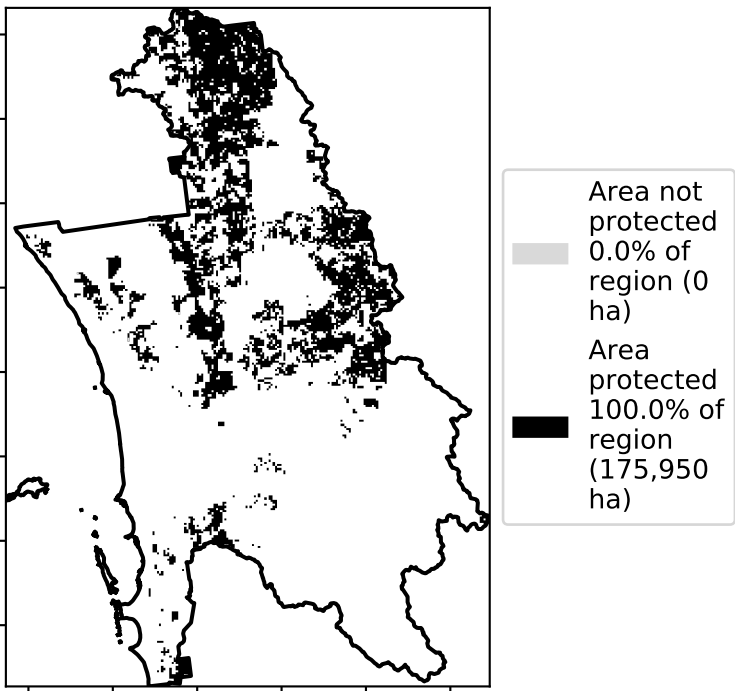 Area not
protected
0.0% of
region (0
ha)
Area
protected
100.0% of
region
(175,950
ha)